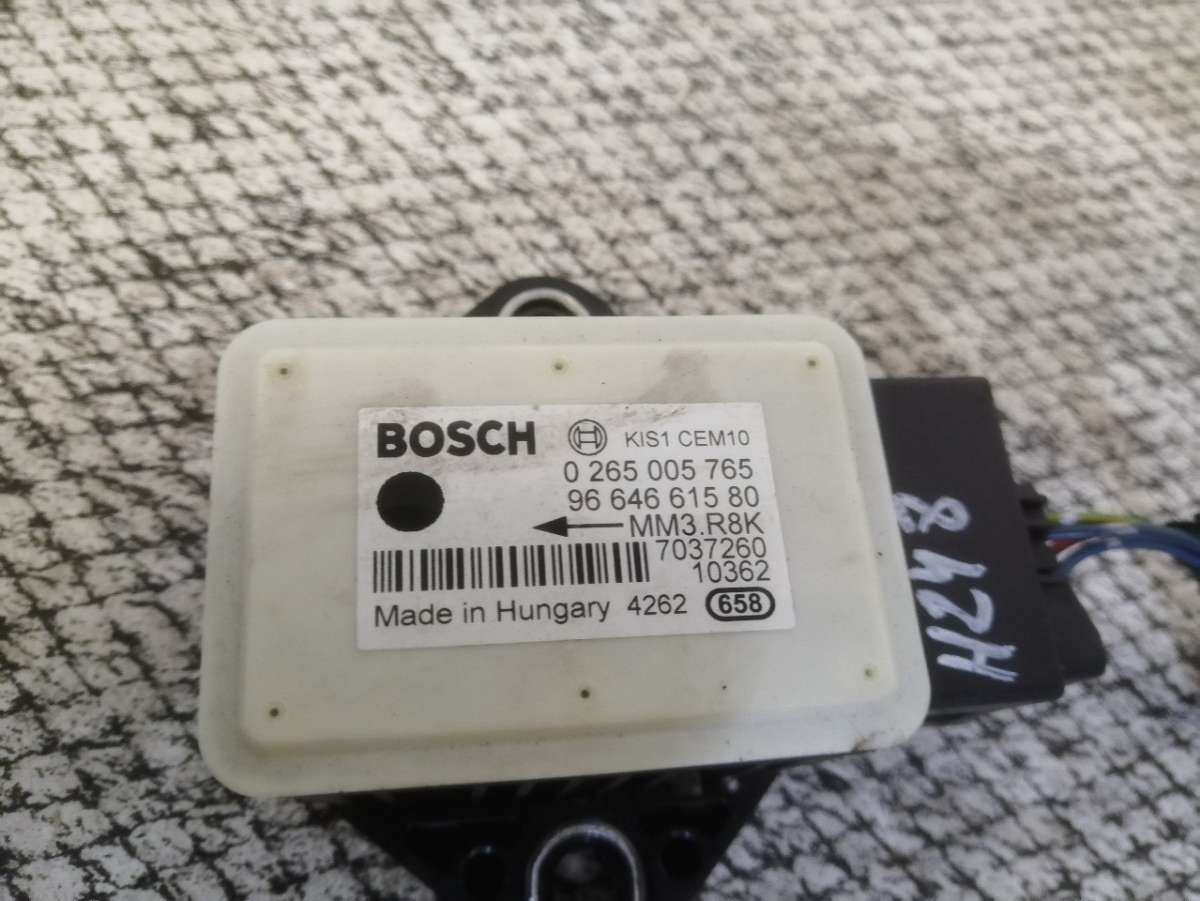 BOSCH KIS1 CEM10
0 265 005 765
96 646 615 80
MM3.R8K
7037260
10362
Made in Hungary 4262 658
H248